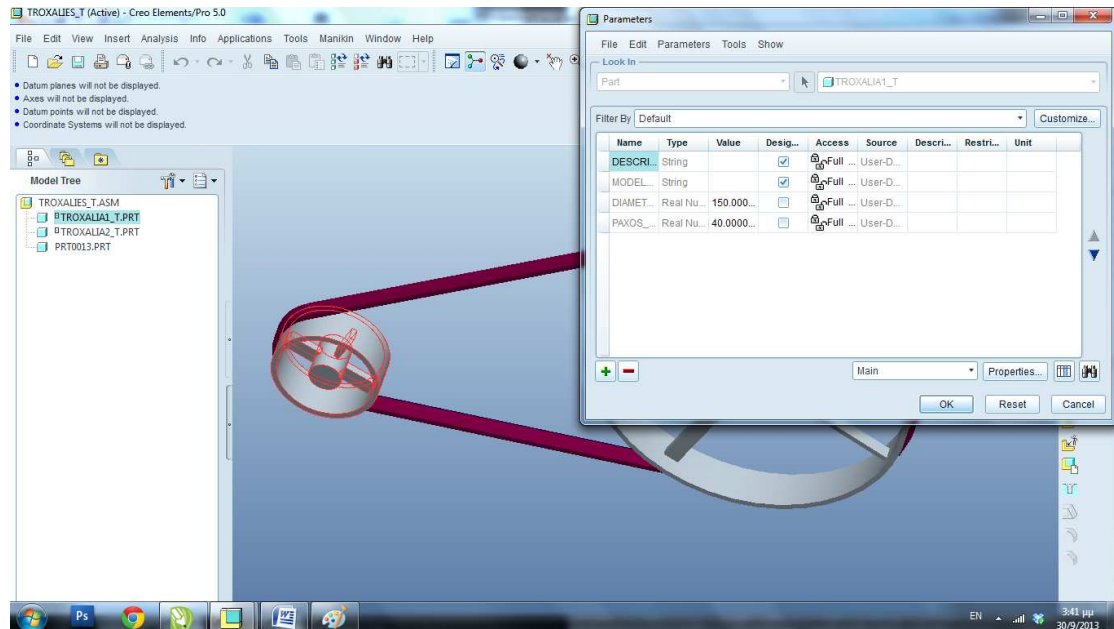 TROXALIES_T (Active) - Creo Elements/Pro 5.0
File Edit View Insert Analysis Info Applications Tools Manikin Window Help
• Datum planes will not be displayed.
• Axes will not be displayed.
• Datum points will not be displayed.
• Coordinate Systems will not be displayed.
Model Tree
TROXALIES_T.ASM
TROXALIA1_T.PRT
TROXALIA2_T.PRT
PRT0013.PRT
Parameters
File Edit Parameters Tools Show
Look In
Part TROXALIA1_T
Filter By Default Customize...
Name Type Value Desig... Access Source Descri... Restri... Unit
DESCRI... String Full ... User-D...
MODEL... String Full ... User-D...
DIAMET... Real Nu... 150.000... Full ... User-D...
PAXOS_... Real Nu... 40.0000... Full ... User-D...
Main Properties...
OK Reset Cancel
Ps
EN 3:41 μμ
30/9/2013